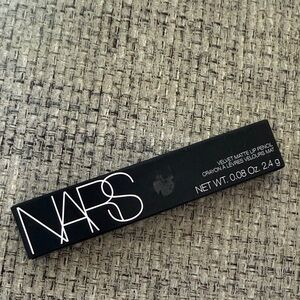 NARS
VELVET MATTE LIP PENCIL
CRAYON À LÈVRES VELOURS MAT
NET WT. 0.08 Oz. 2.4 g